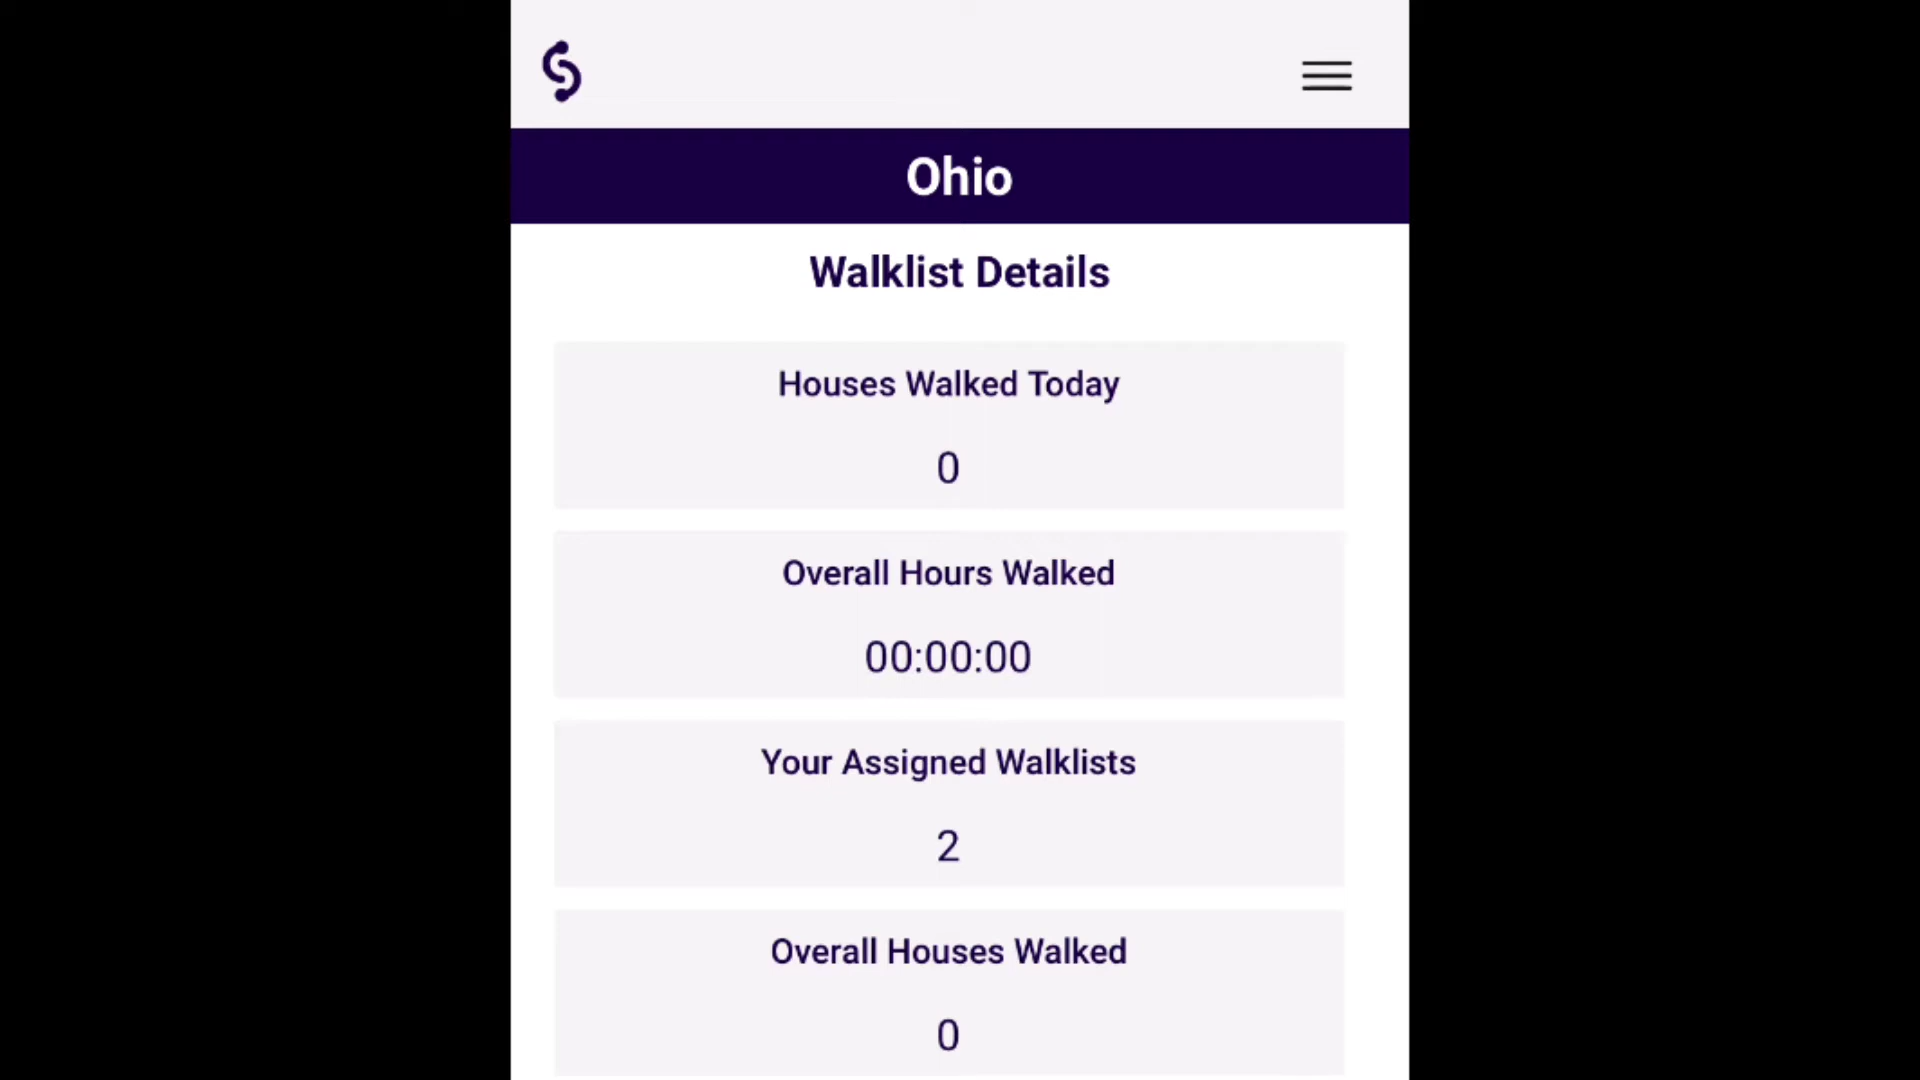 Ohio
Walklist Details
Houses Walked Today
0
Overall Hours Walked
00:00:00
Your Assigned Walklists
2
Overall Houses Walked
0